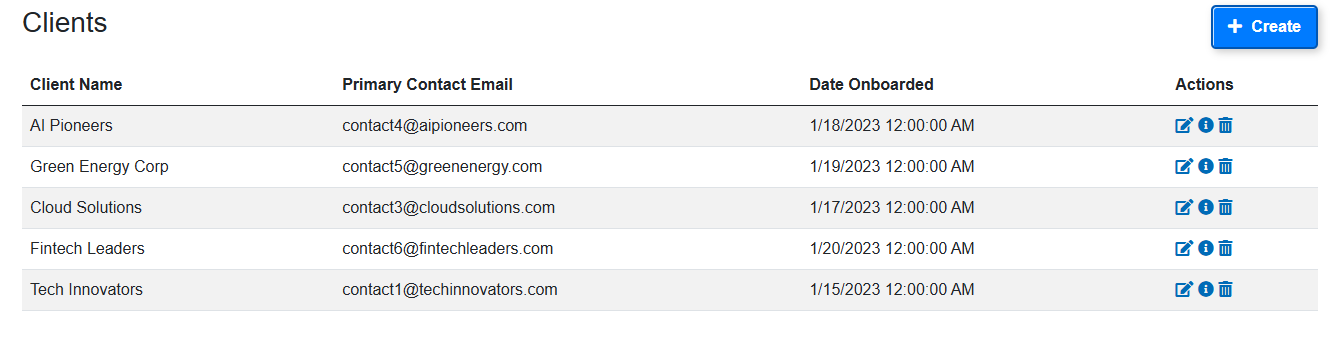 Clients
Create
Client Name Primary Contact Email Date Onboarded Actions
AI Pioneers contact4@aipioneers.com 1/18/2023 12:00:00 AM
Green Energy Corp contact5@greenenergy.com 1/19/2023 12:00:00 AM
Cloud Solutions contact3@cloudsolutions.com 1/17/2023 12:00:00 AM
Fintech Leaders contact6@fintechleaders.com 1/20/2023 12:00:00 AM
Tech Innovators contact1@techinnovators.com 1/15/2023 12:00:00 AM